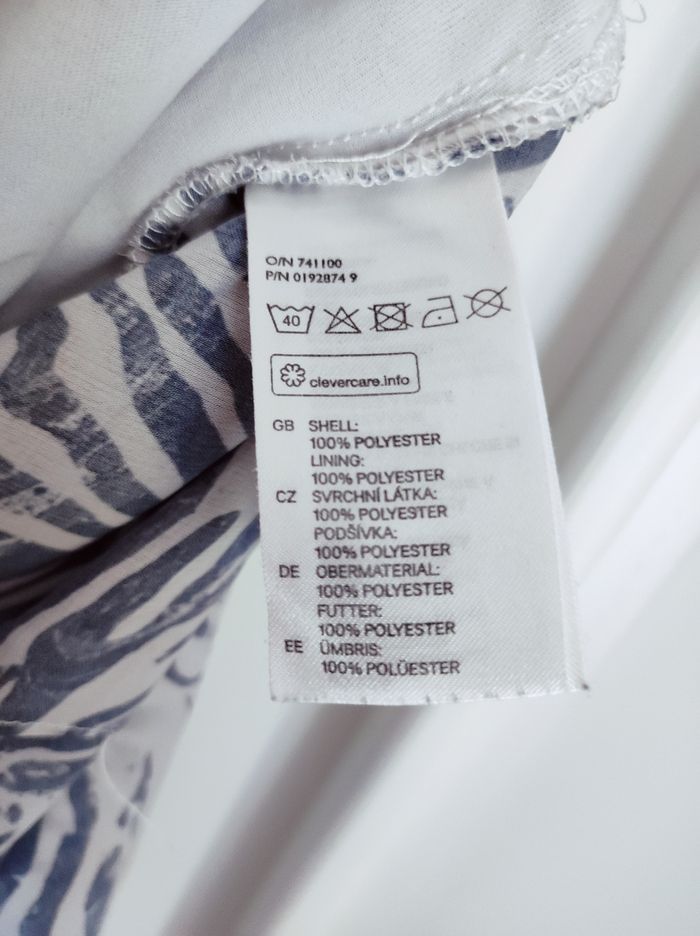 O/N 741100
P/N 0192874 9
40
clevercare.info
GB SHELL:
100% POLYESTER
LINING:
100% POLYESTER
CZ SVRCHNÍ LÁTKA:
100% POLYESTER
PODŠÍVKA:
100% POLYESTER
DE OBERMATERIAL:
100% POLYESTER
FUTTER:
100% POLYESTER
EE ÜMBRIS:
100% POLÜESTER